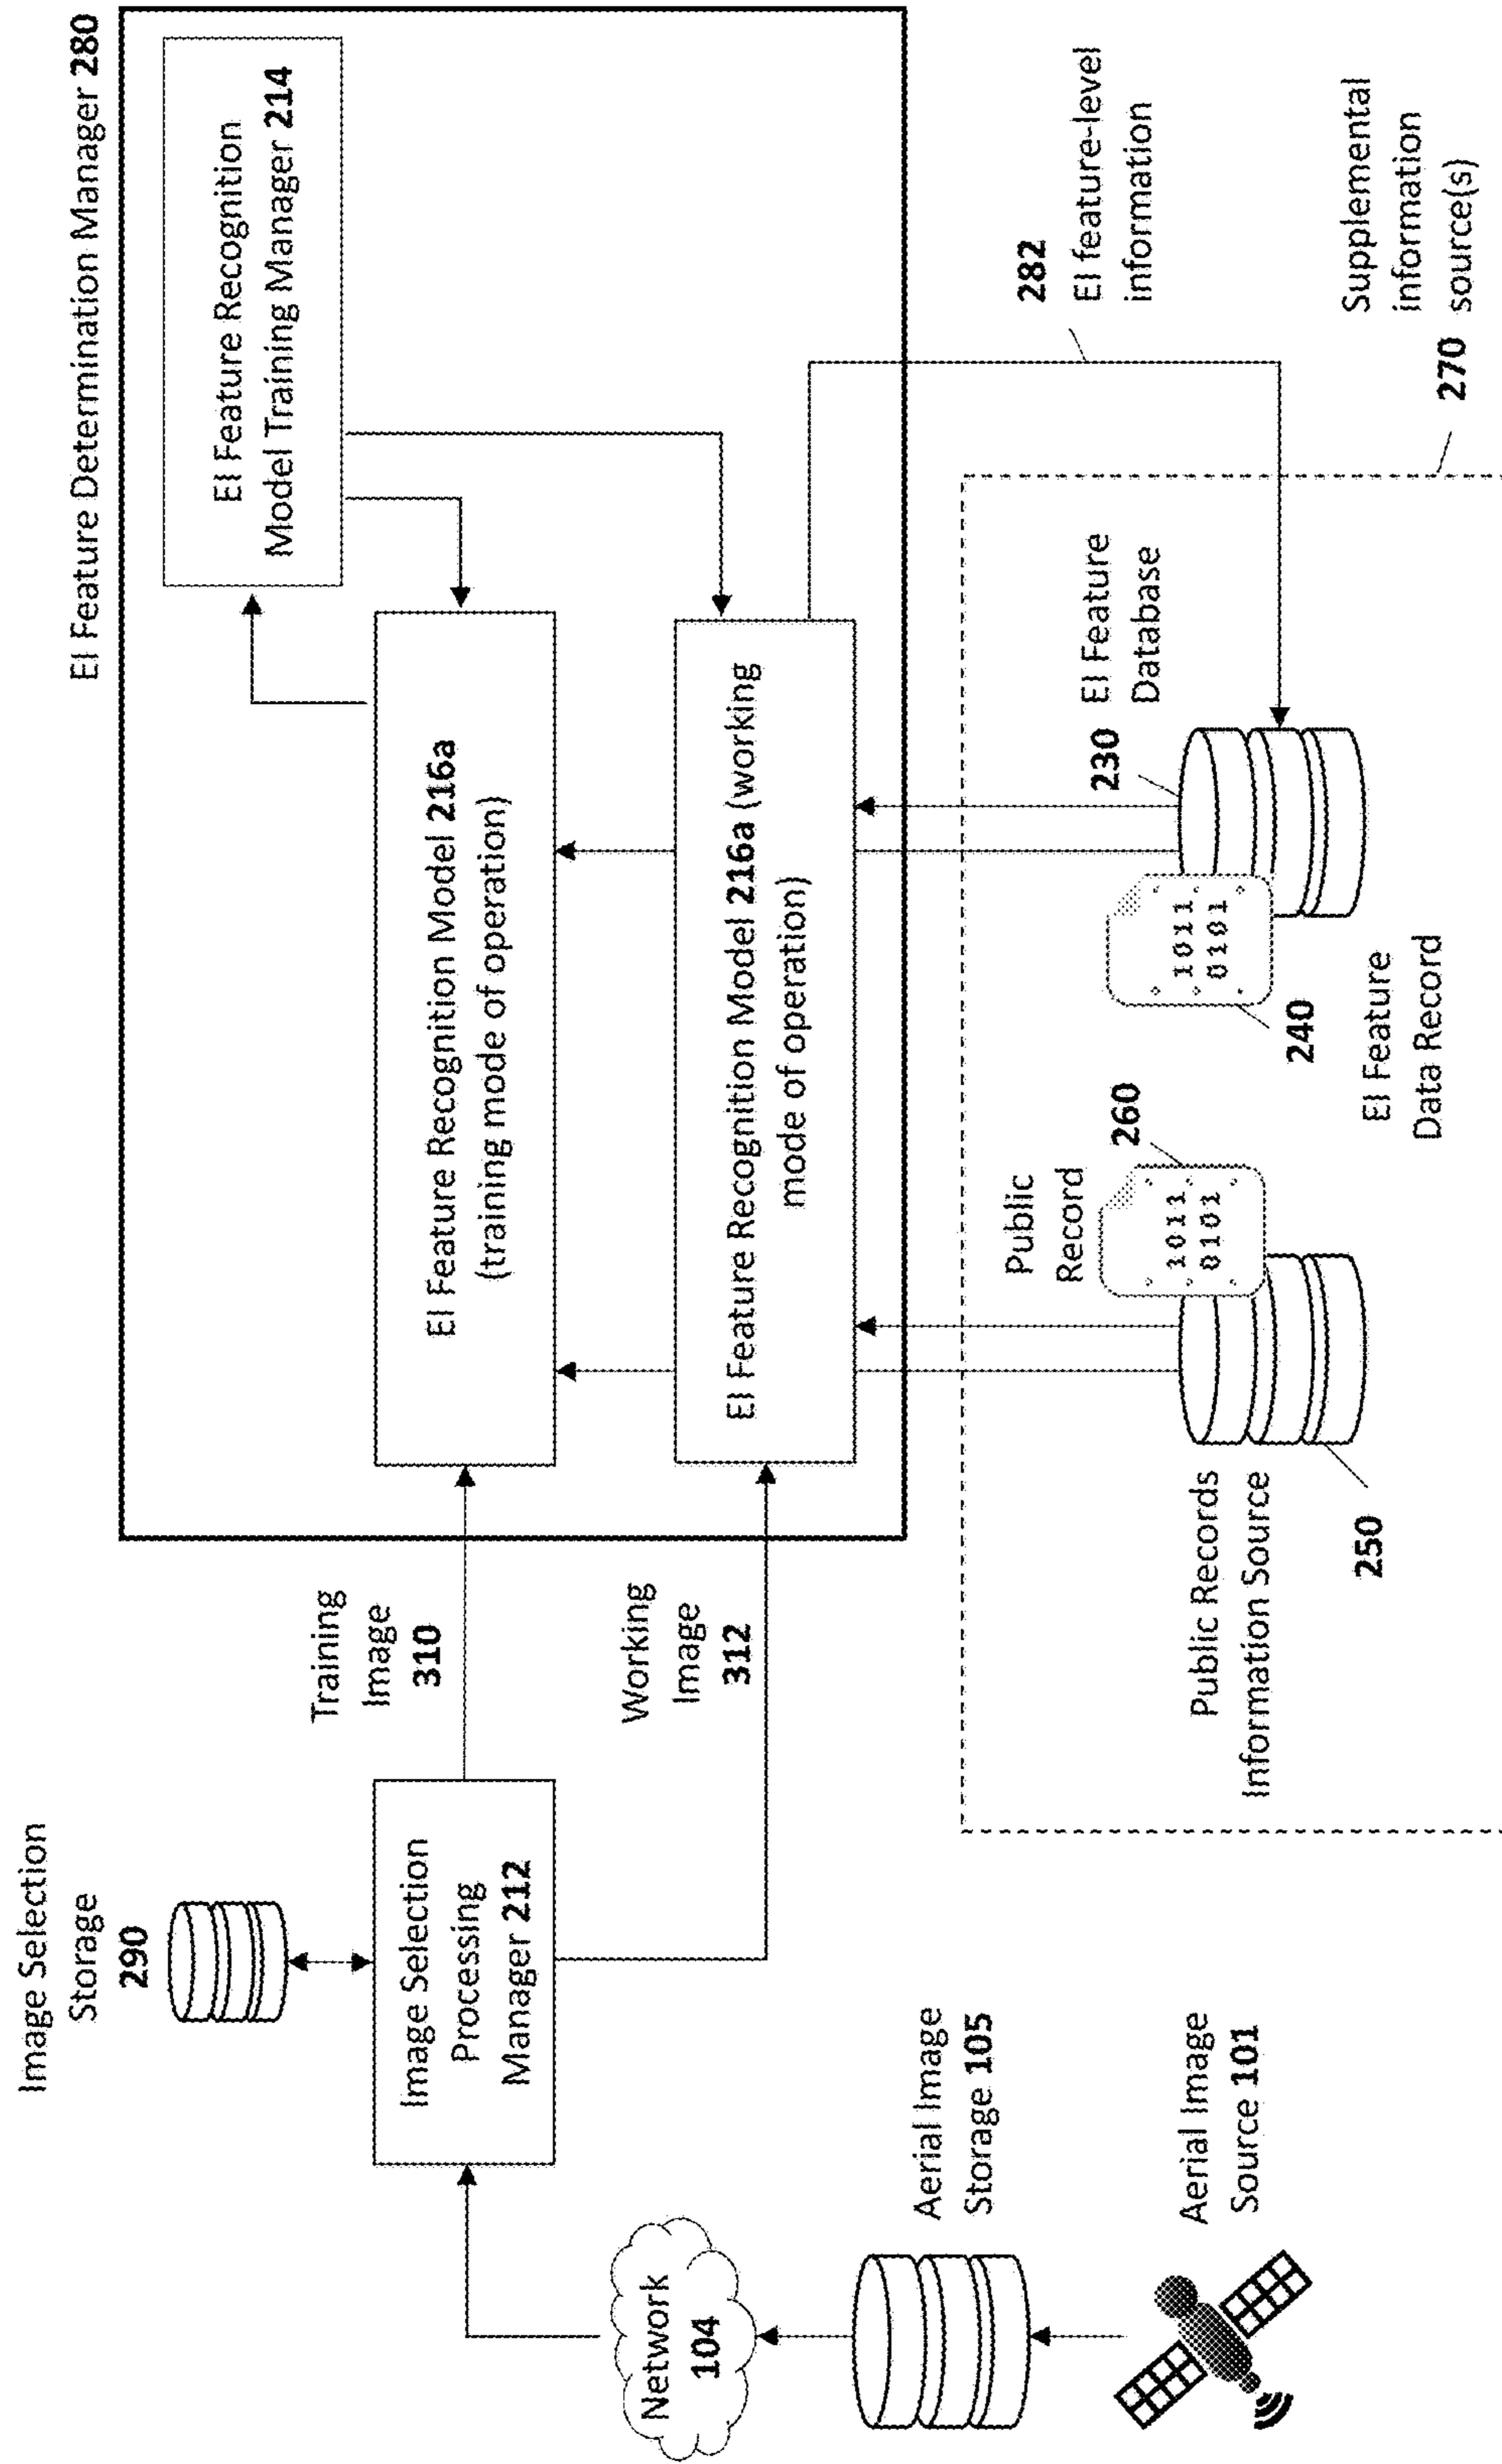 EI Feature Determination Manager 280
Image Selection
Storage
290
EI Feature Recognition
Model Training Manager 214
Training
Image
310
Image Selection
Processing
Manager 212
EI Feature Recognition Model 216a
(training mode of operation)
Network
104
Working
Image
312
EI Feature Recognition Model 216a (working
mode of operation)
Aerial Image
Storage 105
282
EI feature-level
information
Public
Record
260
230 EI Feature
Database
1011
0101
1011
0101
Aerial Image
Source 101
Public Records
Information Source
250
240
EI Feature
Data Record
Supplemental
information
270 source(s)